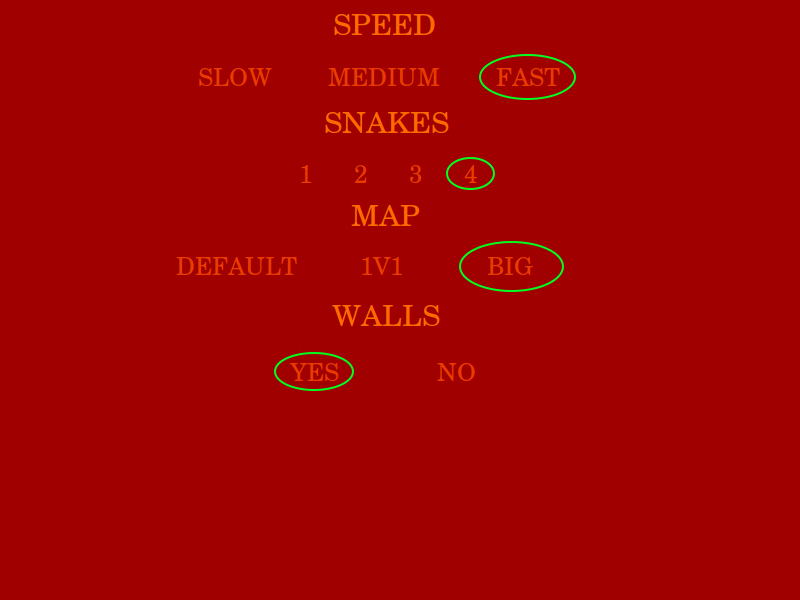 SPEED
SLOW MEDIUM FAST
SNAKES
1 2 3 4
MAP
DEFAULT 1V1 BIG
WALLS
YES NO